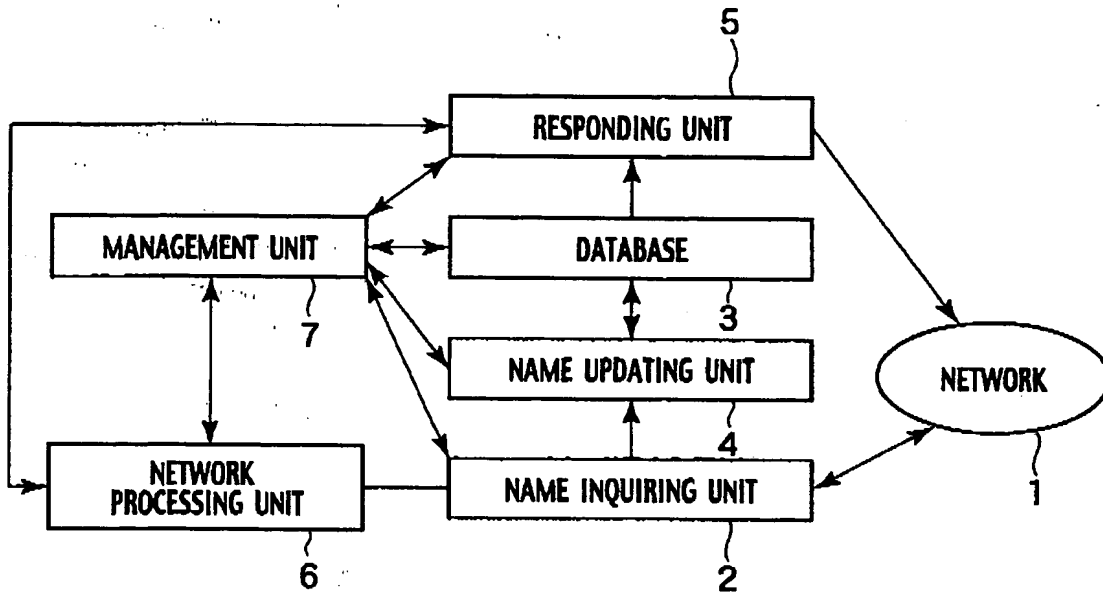 5
RESPONDING UNIT
MANAGEMENT UNIT
7
DATABASE
3
NAME UPDATING UNIT
4
NETWORK
1
NETWORK
PROCESSING UNIT
6
NAME INQUIRING UNIT
2